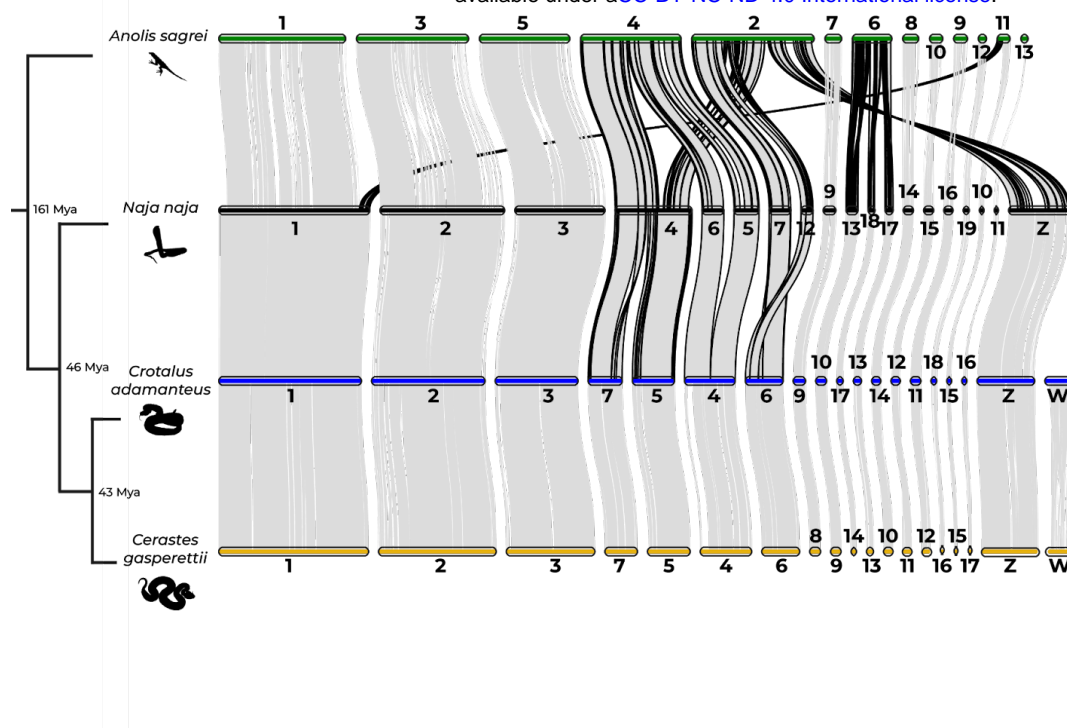 available under aCC-BY-NC-ND 4.0 International license.
1 3 5 4 2 7 6 8 9 11
Anolis sagrei
10 12 13
161 Mya
Naja naja
9 14 16 10
1 2 3 4 6 5 7 12 13 18 17 15 19 11 Z
46 Mya
Crotalus
adamanteus
10 13 12 18 16
1 2 3 7 5 4 6 9 17 14 11 15 Z W
43 Mya
Cerastes
gasperettii
8 14 10 12 15
1 2 3 7 5 4 6 9 13 11 16 17 Z W